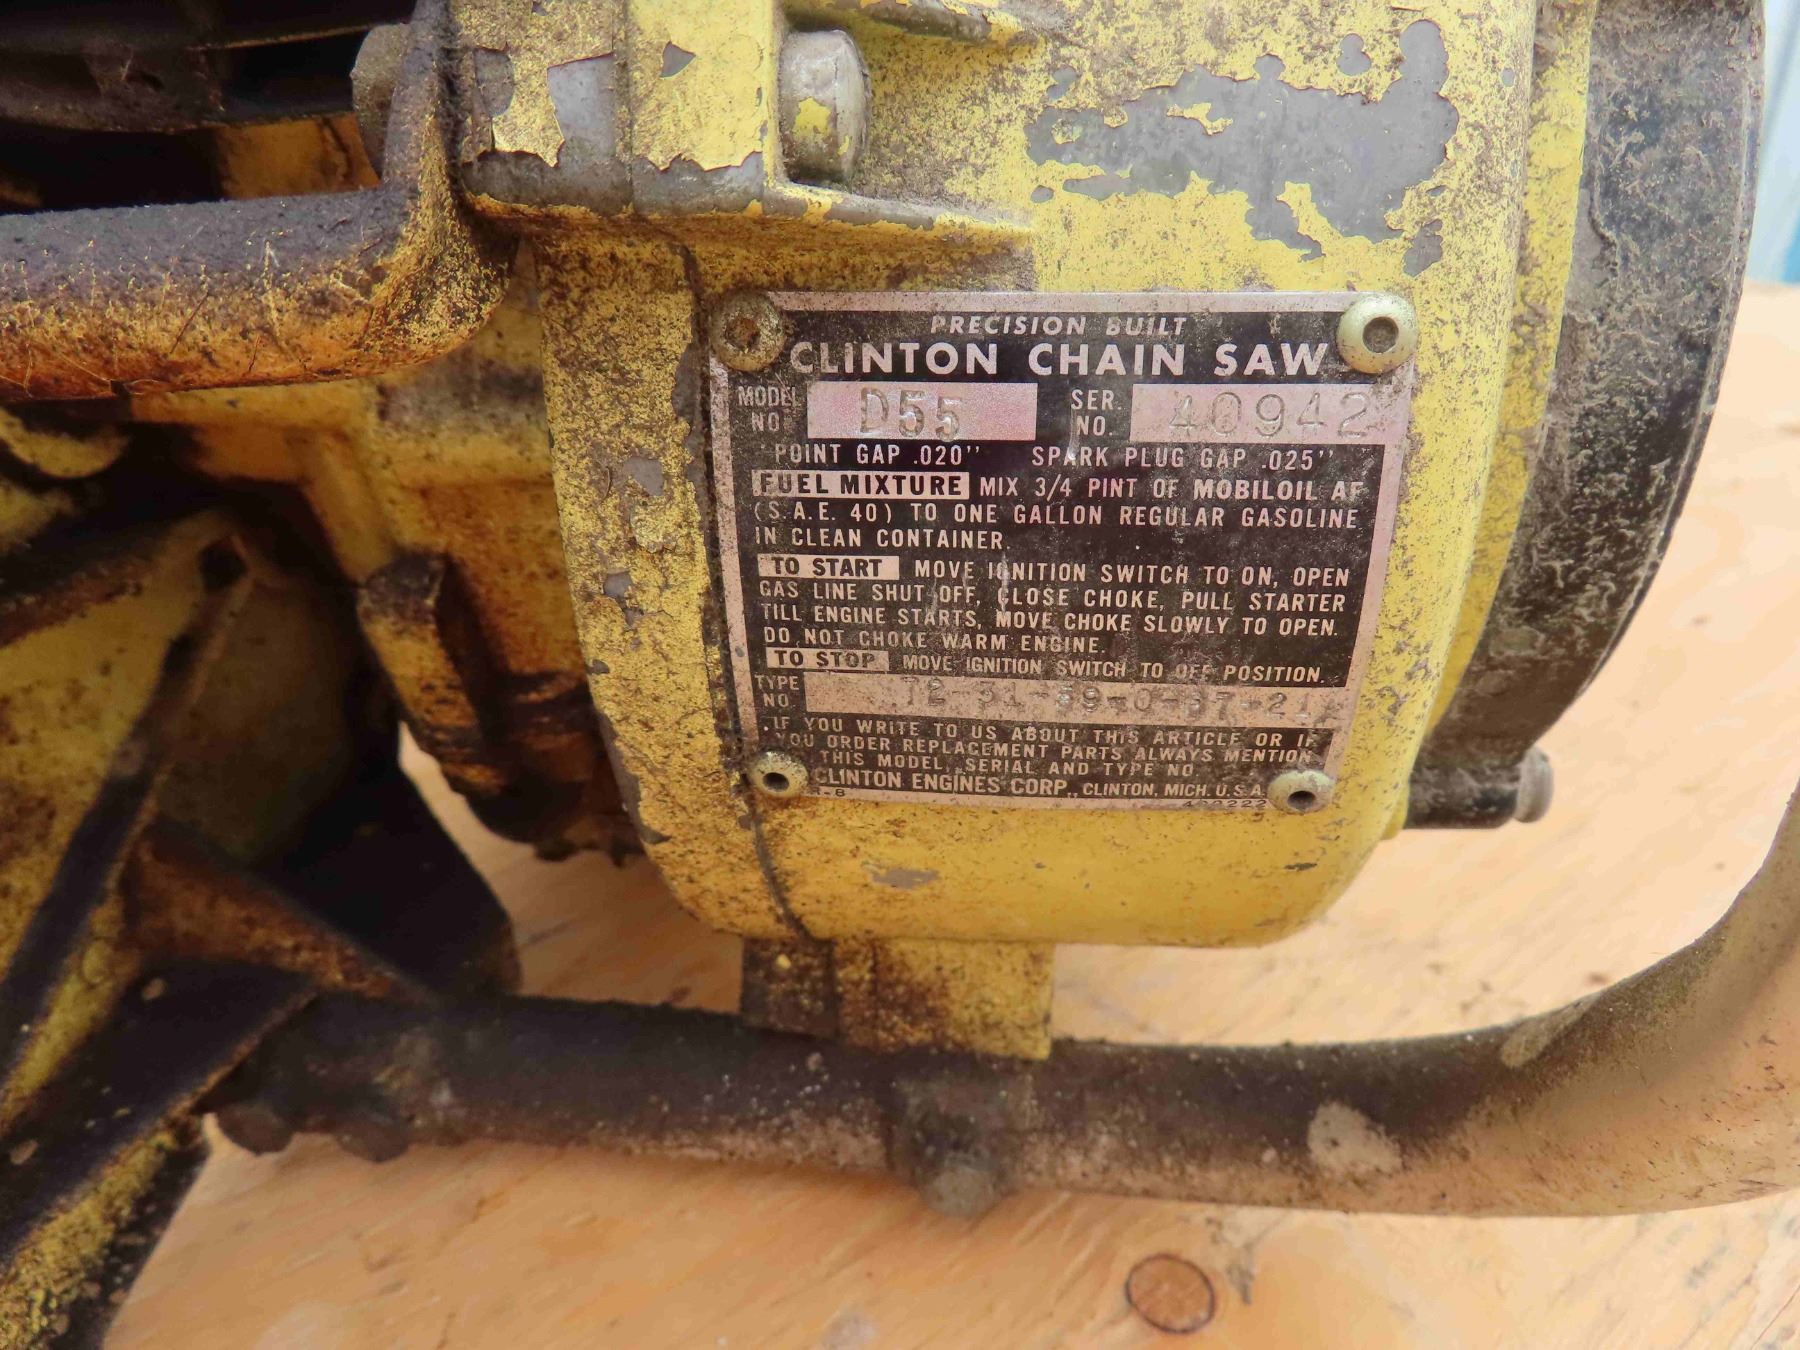 PRECISION BUILT
CLINTON CHAIN SAW
MODEL NO. D55 SER. NO. 40942
POINT GAP .020" SPARK PLUG GAP .025"
FUEL MIXTURE MIX 3/4 PINT OF MOBILOIL AF
(S.A.E. 40) TO ONE GALLON REGULAR GASOLINE
IN CLEAN CONTAINER.
TO START MOVE IGNITION SWITCH TO ON, OPEN
GAS LINE SHUT OFF, CLOSE CHOKE, PULL STARTER
TILL ENGINE STARTS, MOVE CHOKE SLOWLY TO OPEN.
DO NOT CHOKE WARM ENGINE.
TO STOP MOVE IGNITION SWITCH TO OFF POSITION.
TYPE NO.
IF YOU WRITE TO US ABOUT THIS ARTICLE OR IF
YOU ORDER REPLACEMENT PARTS ALWAYS MENTION
THIS MODEL, SERIAL AND TYPE NO
CLINTON ENGINES CORP., CLINTON, MICH. U.S.A.